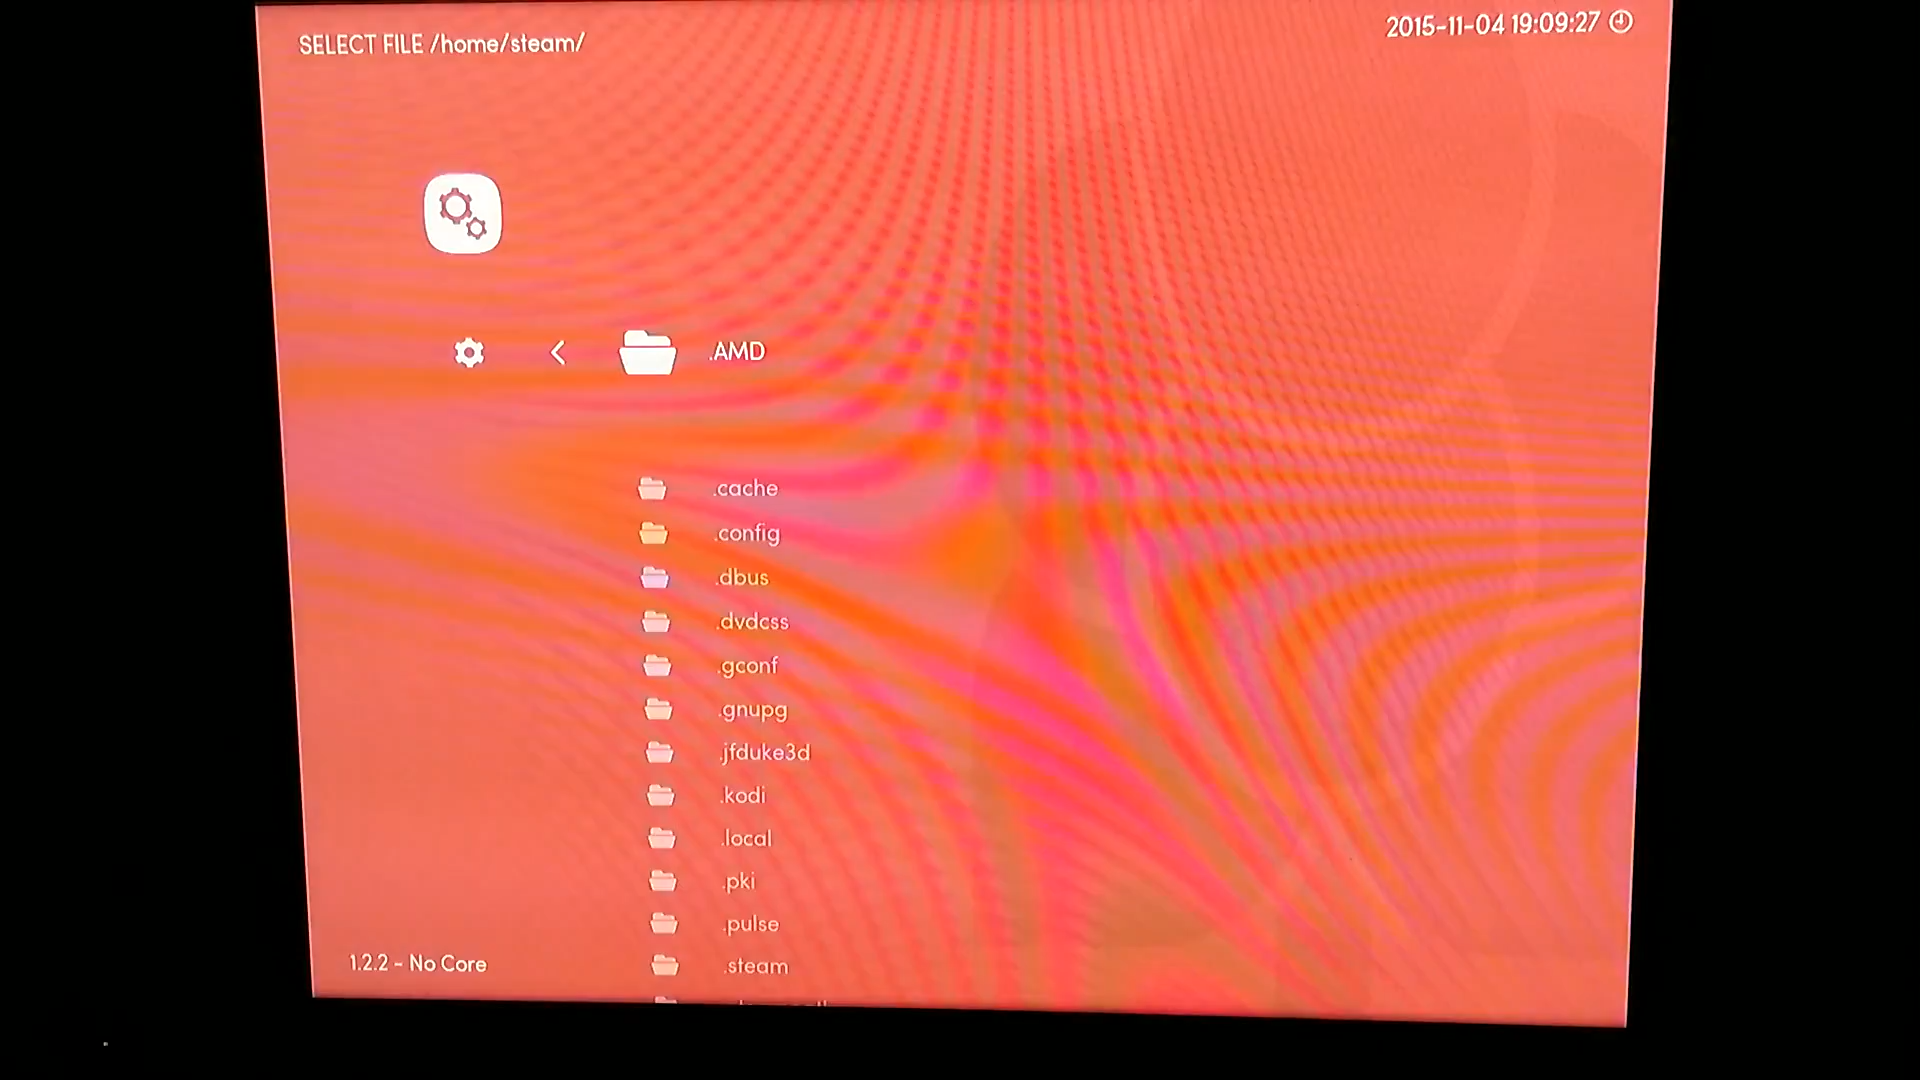 SELECT FILE /home/steam/
2015-11-04 19:09:27
.AMD
.cache
.config
.dbus
.dvdcss
.gconf
.gnupg
.jfduke3d
.kodi
.local
.pki
.pulse
.steam
1.2.2 - No Core